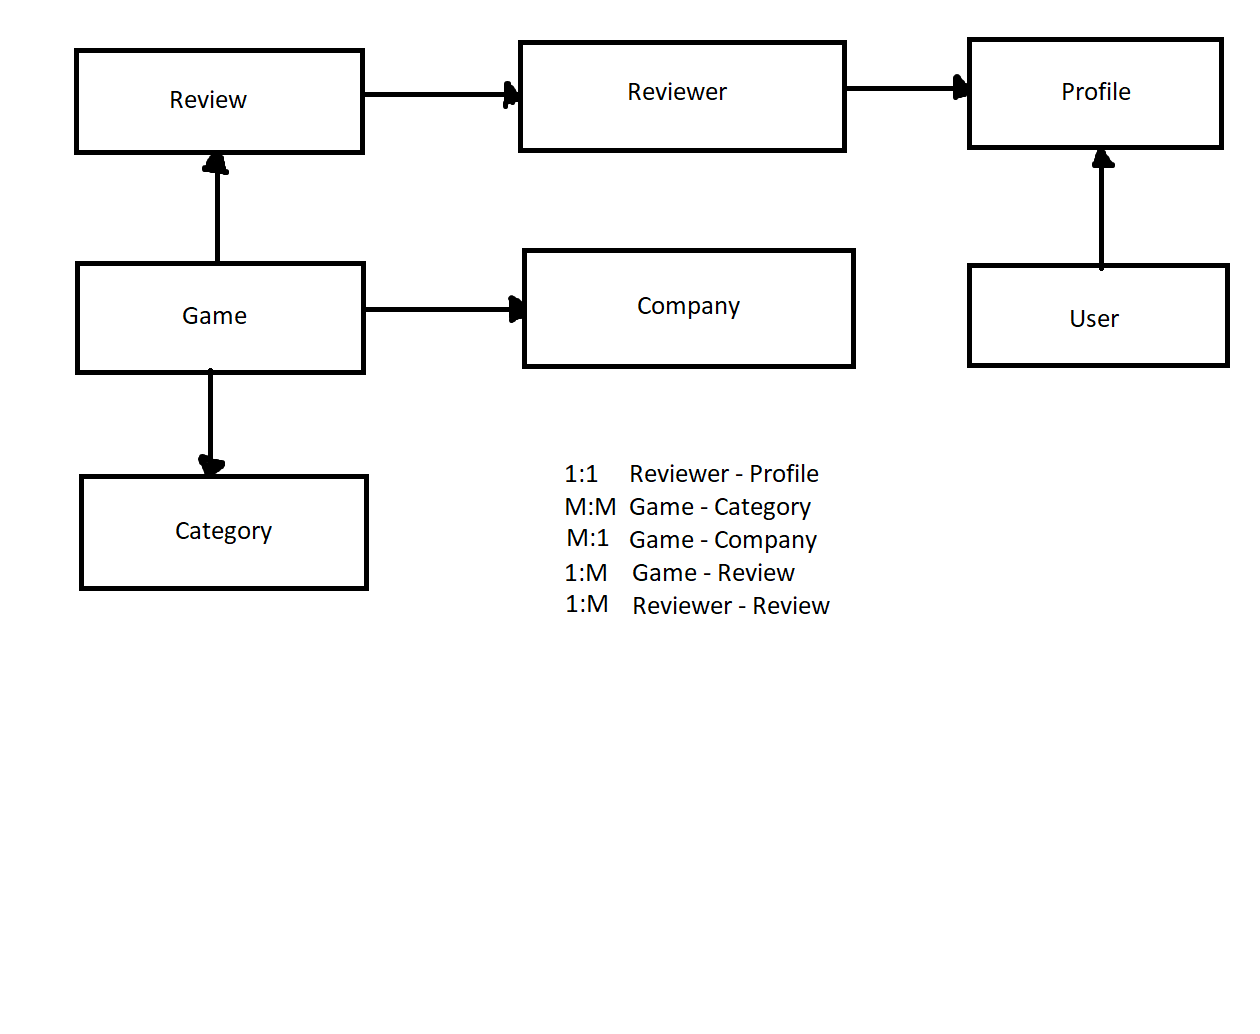 Review
Reviewer
Profile
Game
Company
User
Category
1:1 Reviewer - Profile
M:M Game - Category
M:1 Game - Company
1:M Game - Review
1:M Reviewer - Review